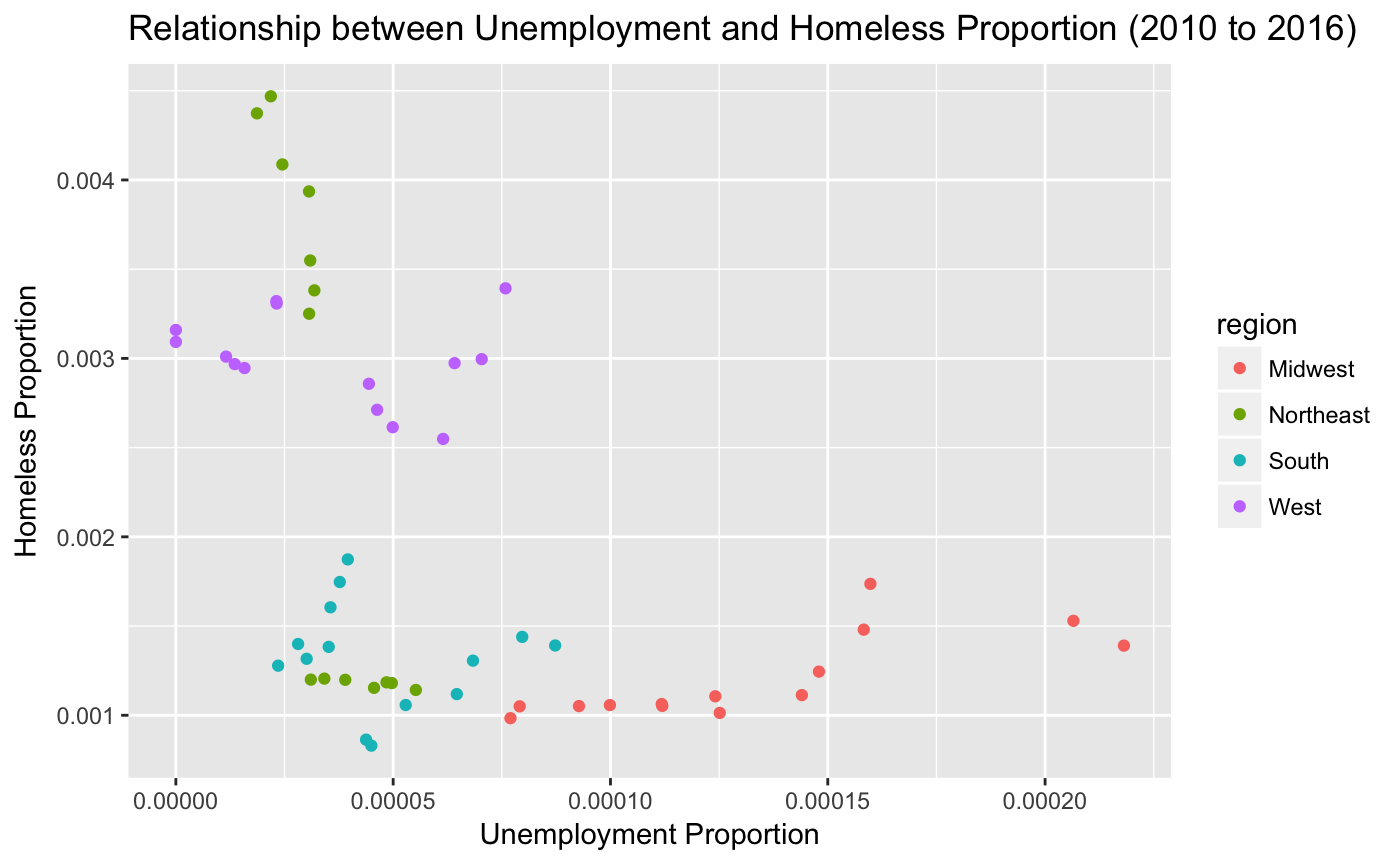 Relationship between Unemployment and Homeless Proportion (2010 to 2016)
Homeless Proportion
0.004
0.003
0.002
0.001
0.00000
0.00005
0.00010
0.00015
0.00020
Unemployment Proportion
region
Midwest
Northeast
South
West